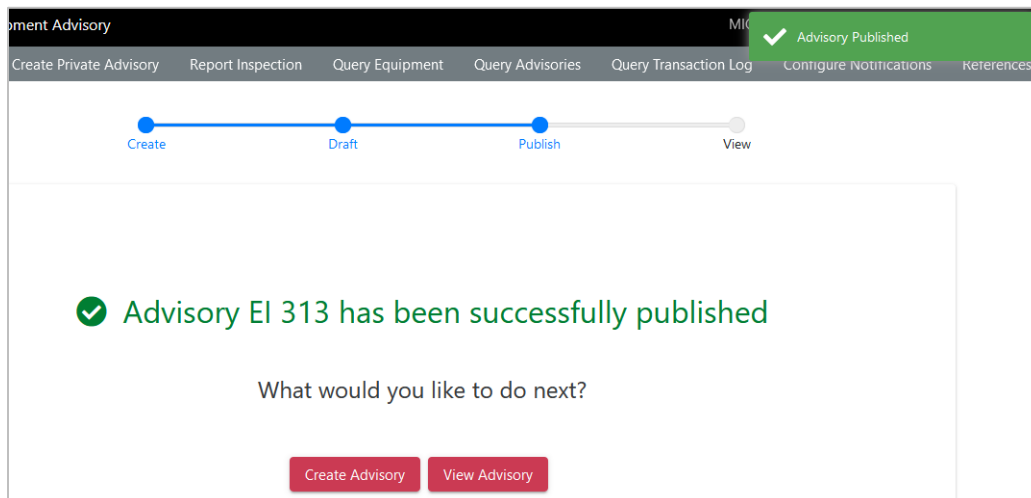 pment Advisory MIC
Advisory Published
Create Private Advisory Report Inspection Query Equipment Query Advisories Query Transaction Log Configure Notifications References
Create Draft Publish View
Advisory EI 313 has been successfully published
What would you like to do next?
Create Advisory View Advisory